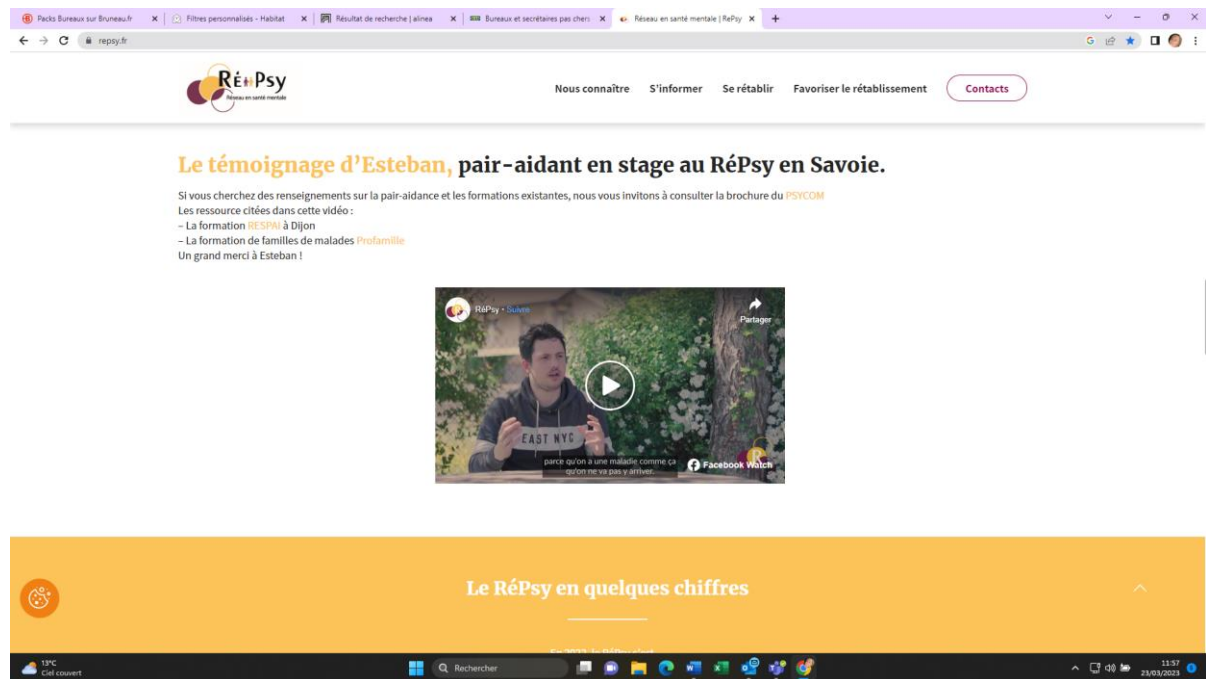 Packs Bureaux sur Bruneau.fr
Filtres personnalisés - Habitat
Résultat de recherche | alinea
Bureaux et secrétaires pas chers
Réseau en santé mentale | RePsy
repsy.fr
RÉPsy
Réseau en santé mentale
Nous connaître
S'informer
Se rétablir
Favoriser le rétablissement
Contacts
Le témoignage d'Esteban, pair-aidant en stage au RéPsy en Savoie.
Si vous cherchez des renseignements sur la pair-aidance et les formations existantes, nous vous invitons à consulter la brochure du PSYCOM
Les ressource citées dans cette vidéo :
– La formation RESPAI à Dijon
– La formation de familles de malades Profamille
Un grand merci à Esteban !
RéPsy • Suivre
Partager
EAST NYC
parce qu'on a une maladie comme ça
qu'on ne va pas y arriver.
Facebook Watch
Le RéPsy en quelques chiffres
En 2022, le RéPsy c'est
13°C
Ciel couvert
Rechercher
11:57
23/03/2023